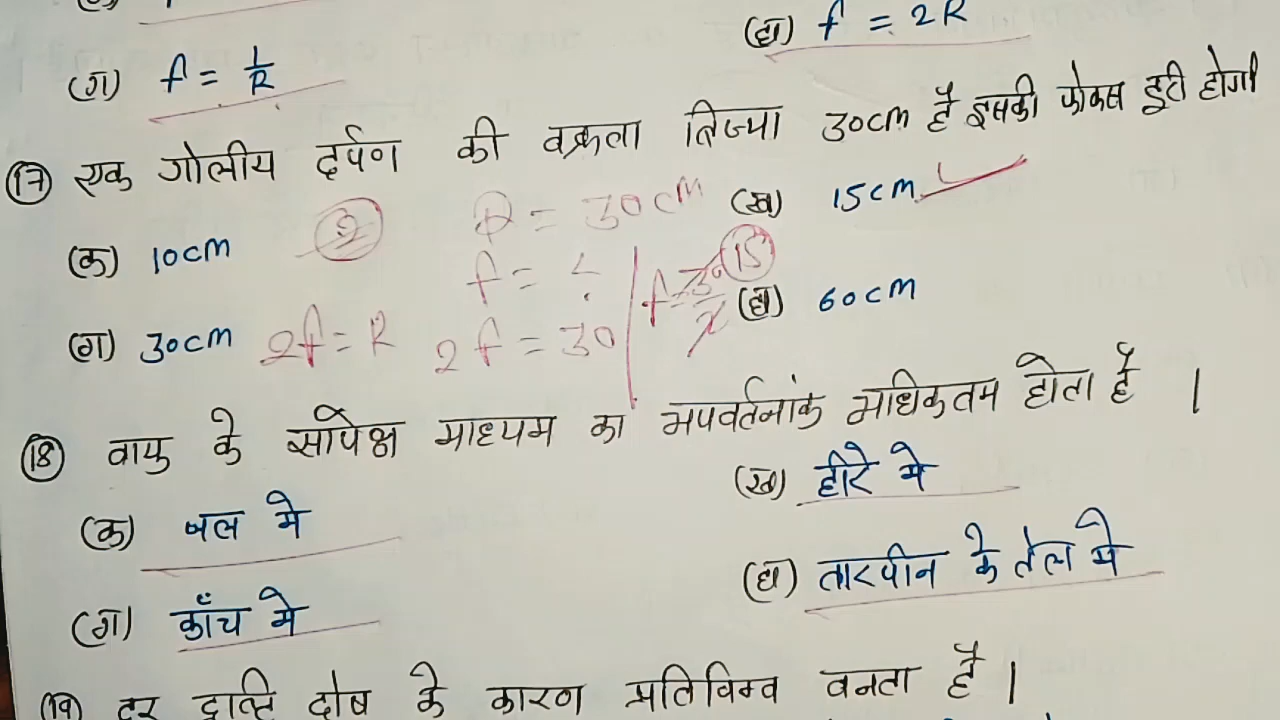 (घ) f = 2R
(ग) f = 1/R
(17) एक गोलीय दर्पण की वक्रता त्रिज्या 30cm है इसकी फोकस दूरी होगी
(क) 10cm
(2)
R = 30cm
(ख) 15cm
f = ?
f = 30/2 (15)
(ग) 30cm
2f = R
2f = 30
(घ) 60cm
(18) वायु के सापेक्ष माध्यम का अपवर्तनांक अधिकतम होता है ।
(क) जल में
(ख) हीरे में
(ग) काँच में
(घ) तारपीन के तेल में
(19) दूर दृष्टि दोष के कारण प्रतिविम्व वनता है ।